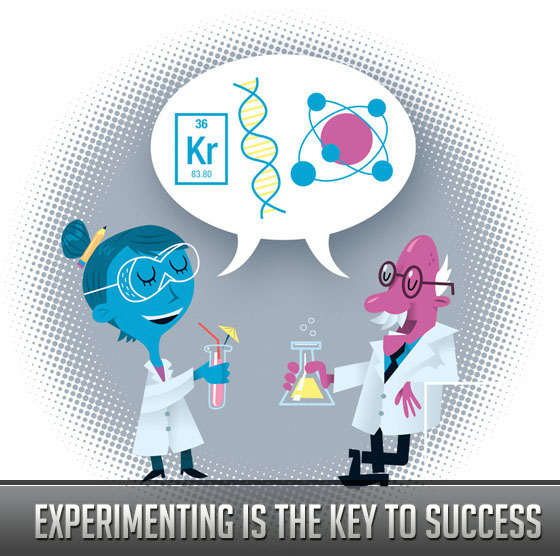 36
Kr
83.80
EXPERIMENTING IS THE KEY TO SUCCESS